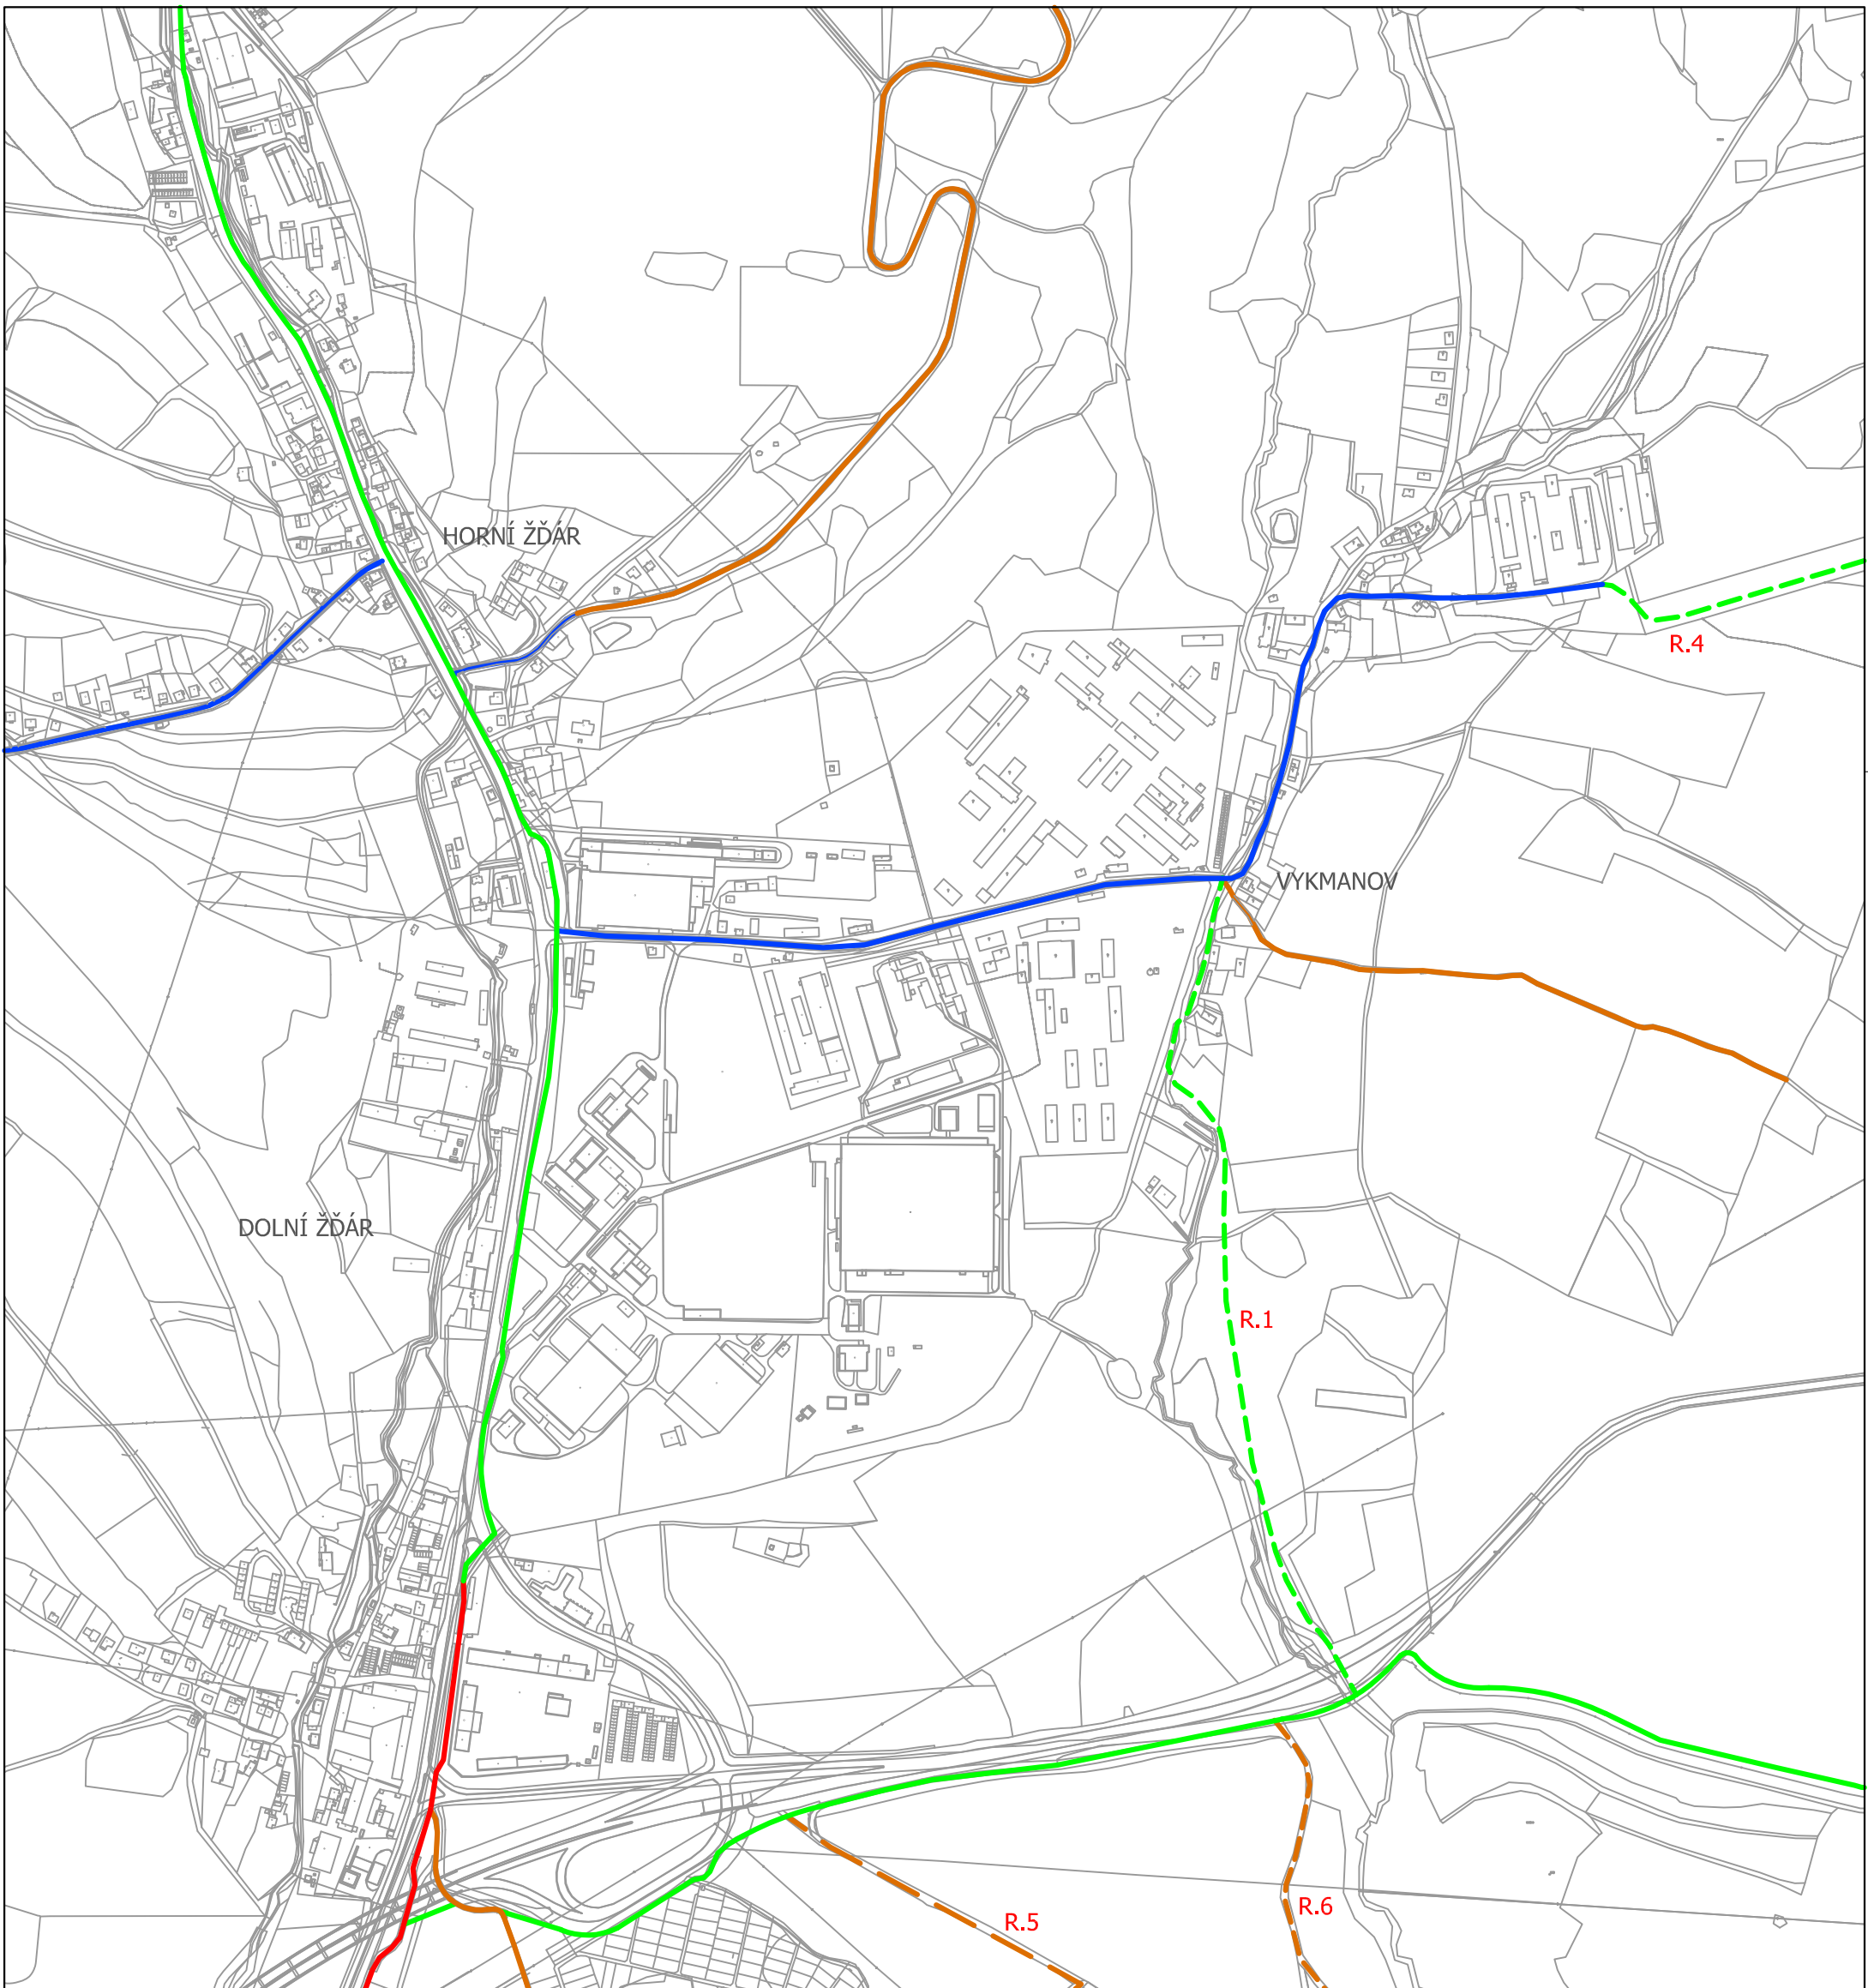 HORNÍ ŽĎÁR
R.4
VYKMANOV
DOLNÍ ŽĎÁR
R.1
R.6
R.5